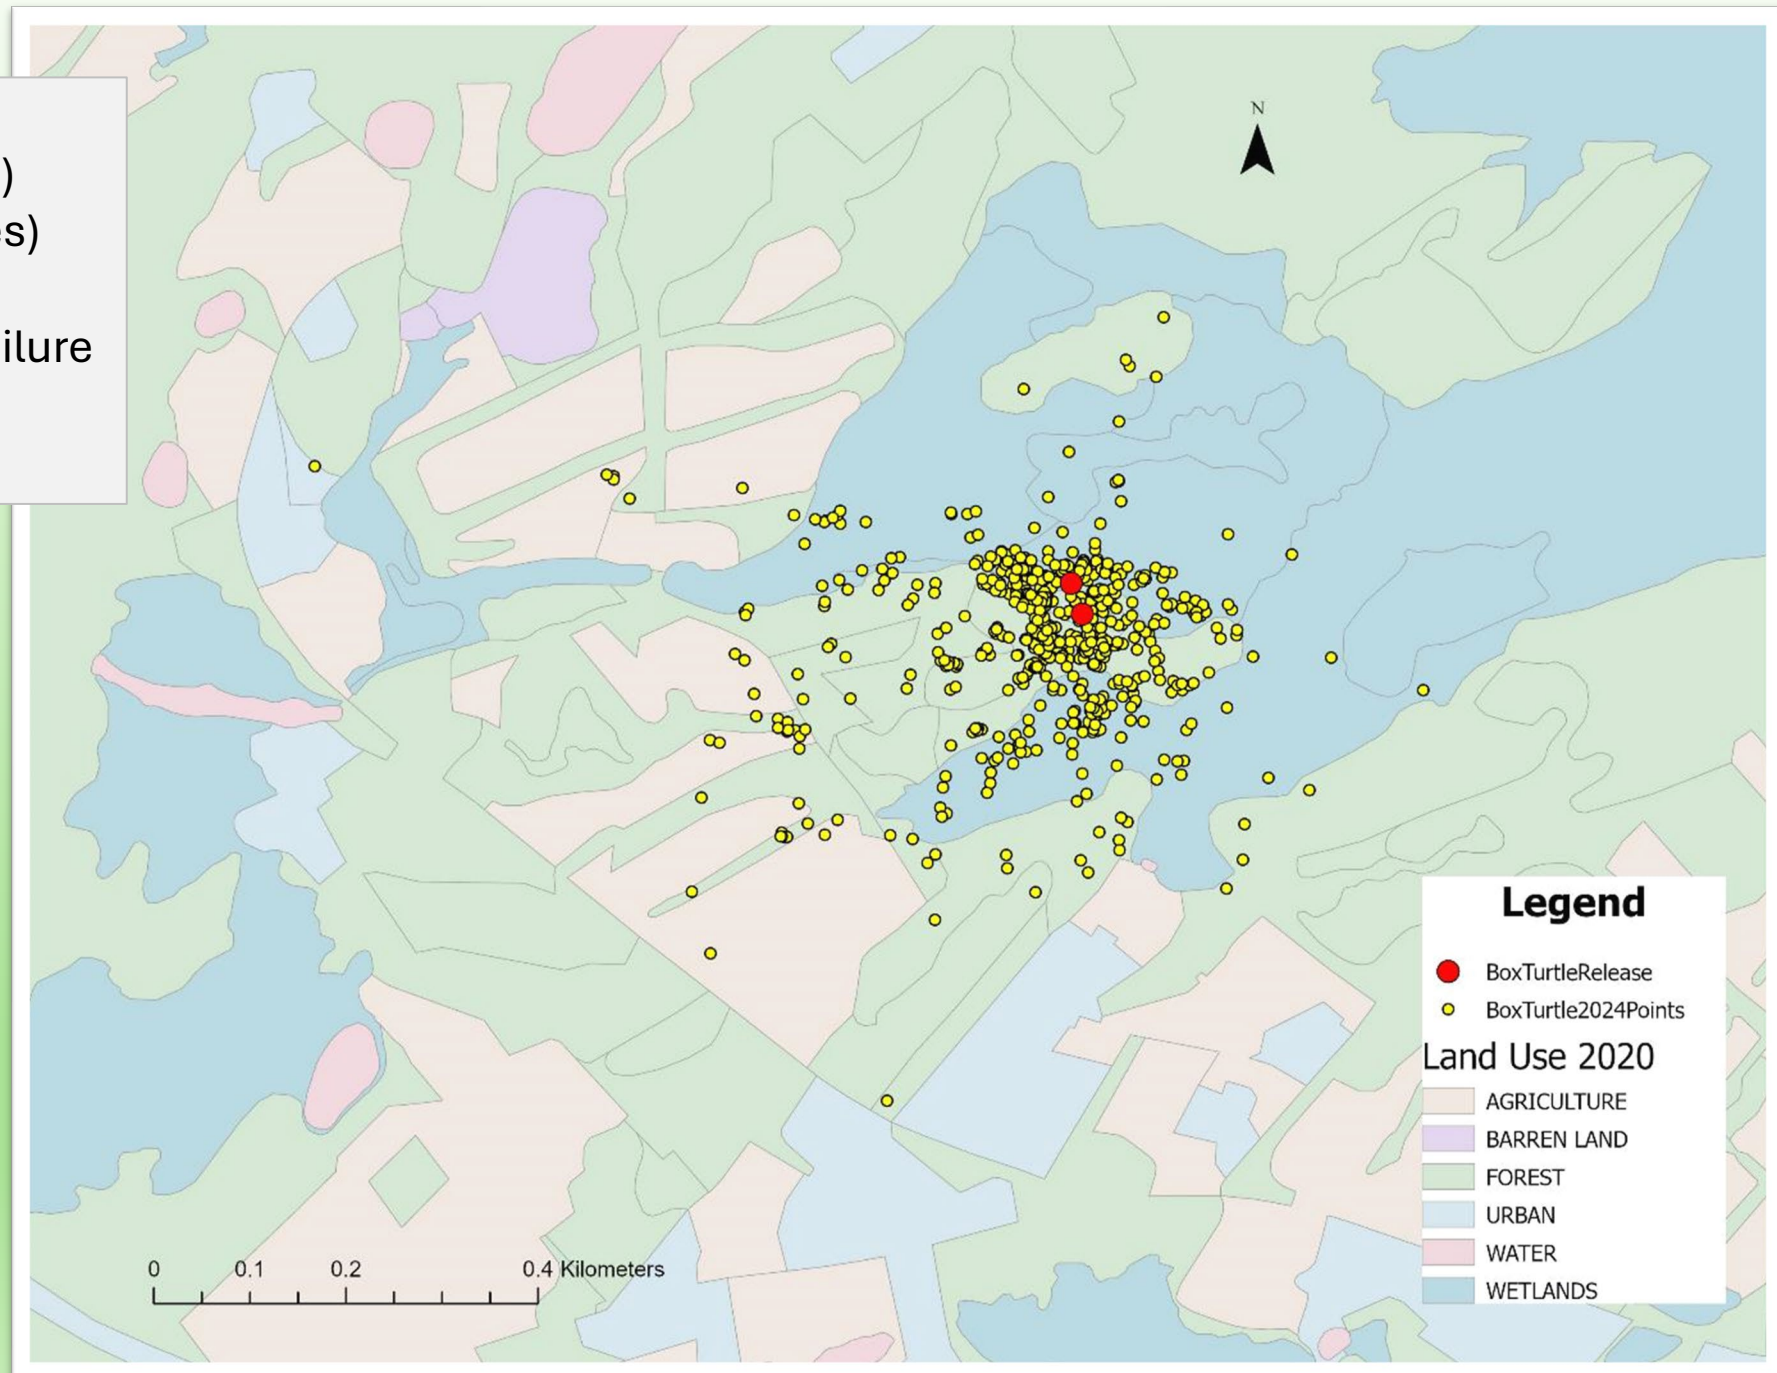 )
es)
ilure
N
Legend
BoxTurtleRelease
BoxTurtle2024Points
Land Use 2020
AGRICULTURE
BARREN LAND
FOREST
URBAN
WATER
WETLANDS
0 0.1 0.2 0.4 Kilometers